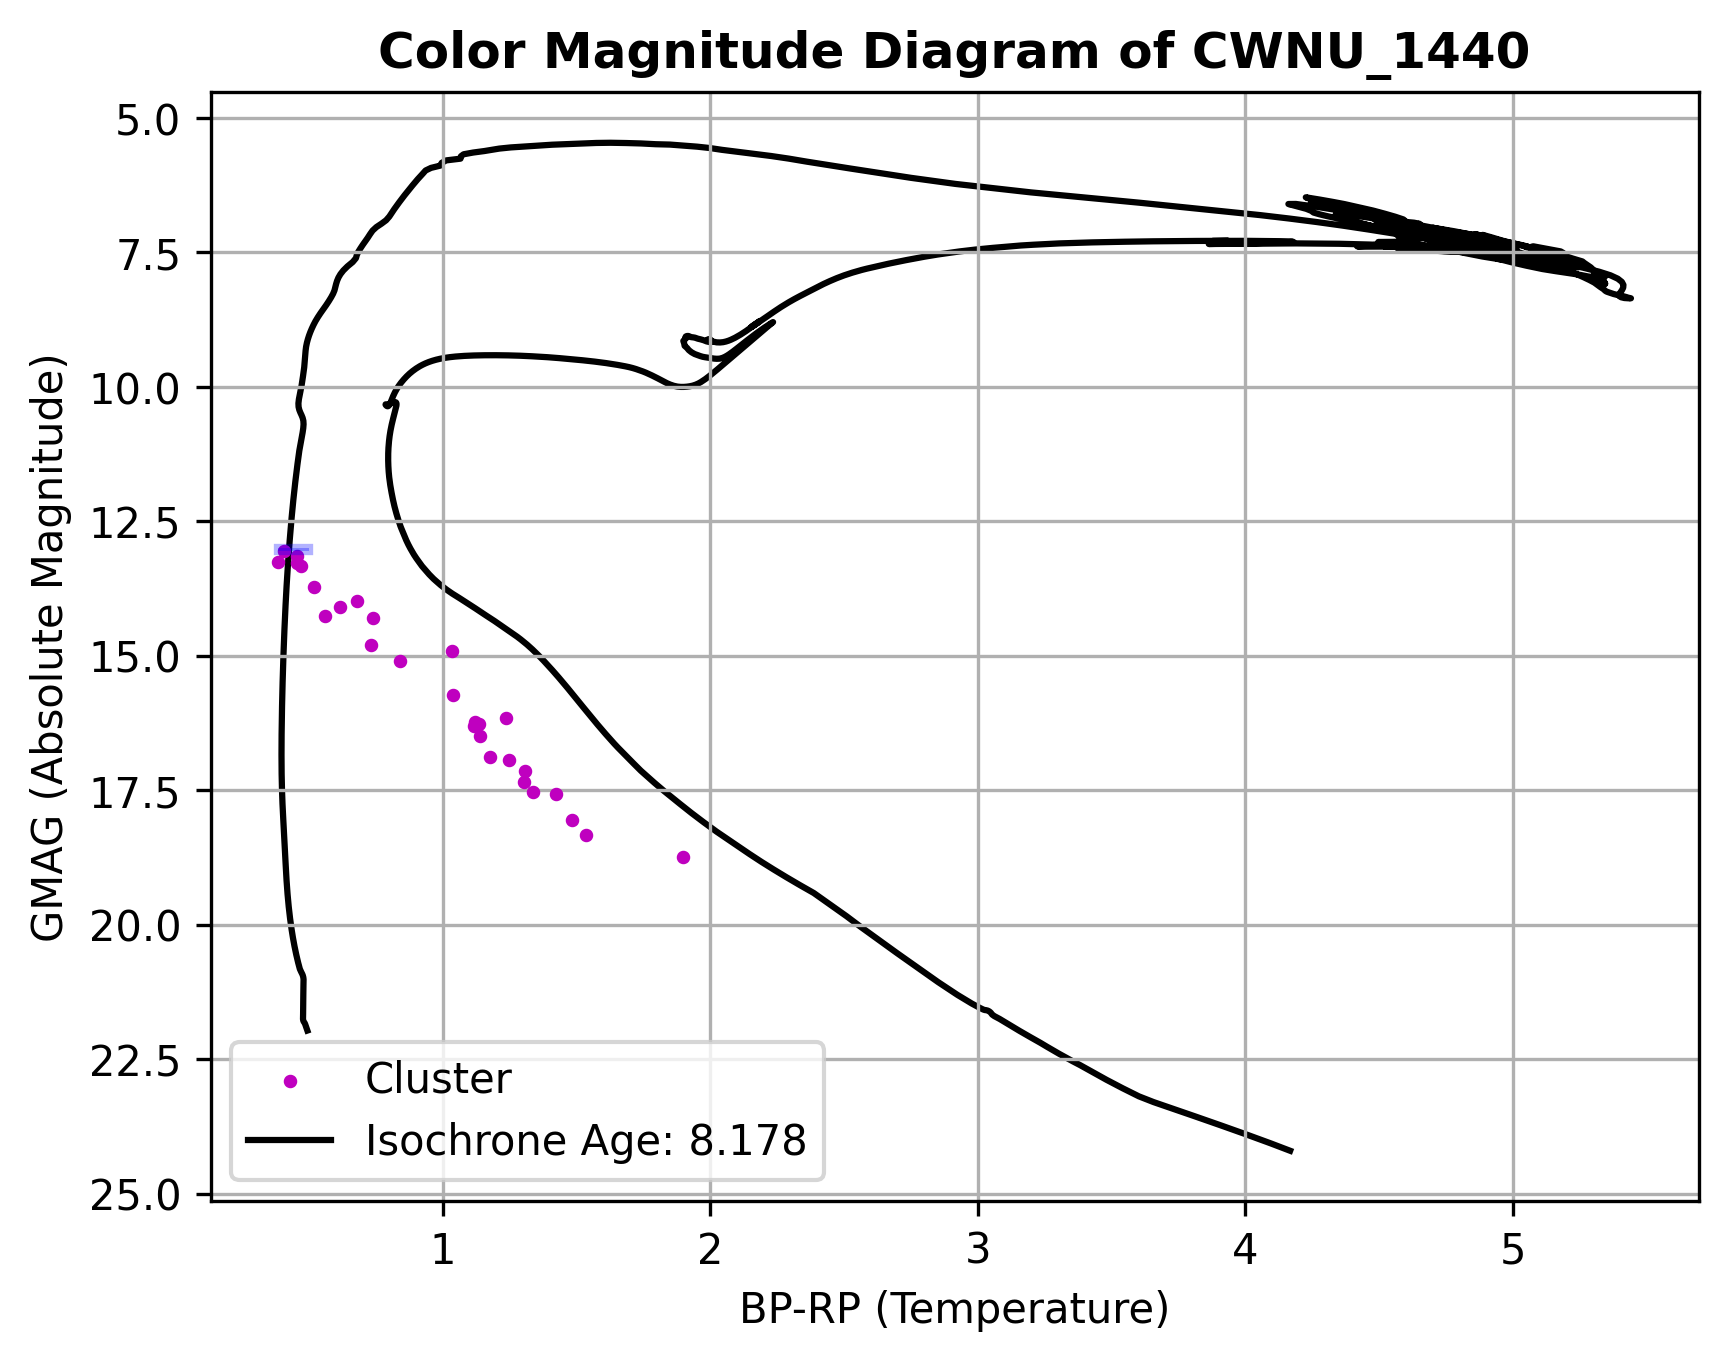 Color Magnitude Diagram of CWNU_1440
GMAG (Absolute Magnitude)
5.0
7.5
10.0
12.5
15.0
17.5
20.0
22.5
25.0
Cluster
Isochrone Age: 8.178
1 2 3 4 5
BP-RP (Temperature)